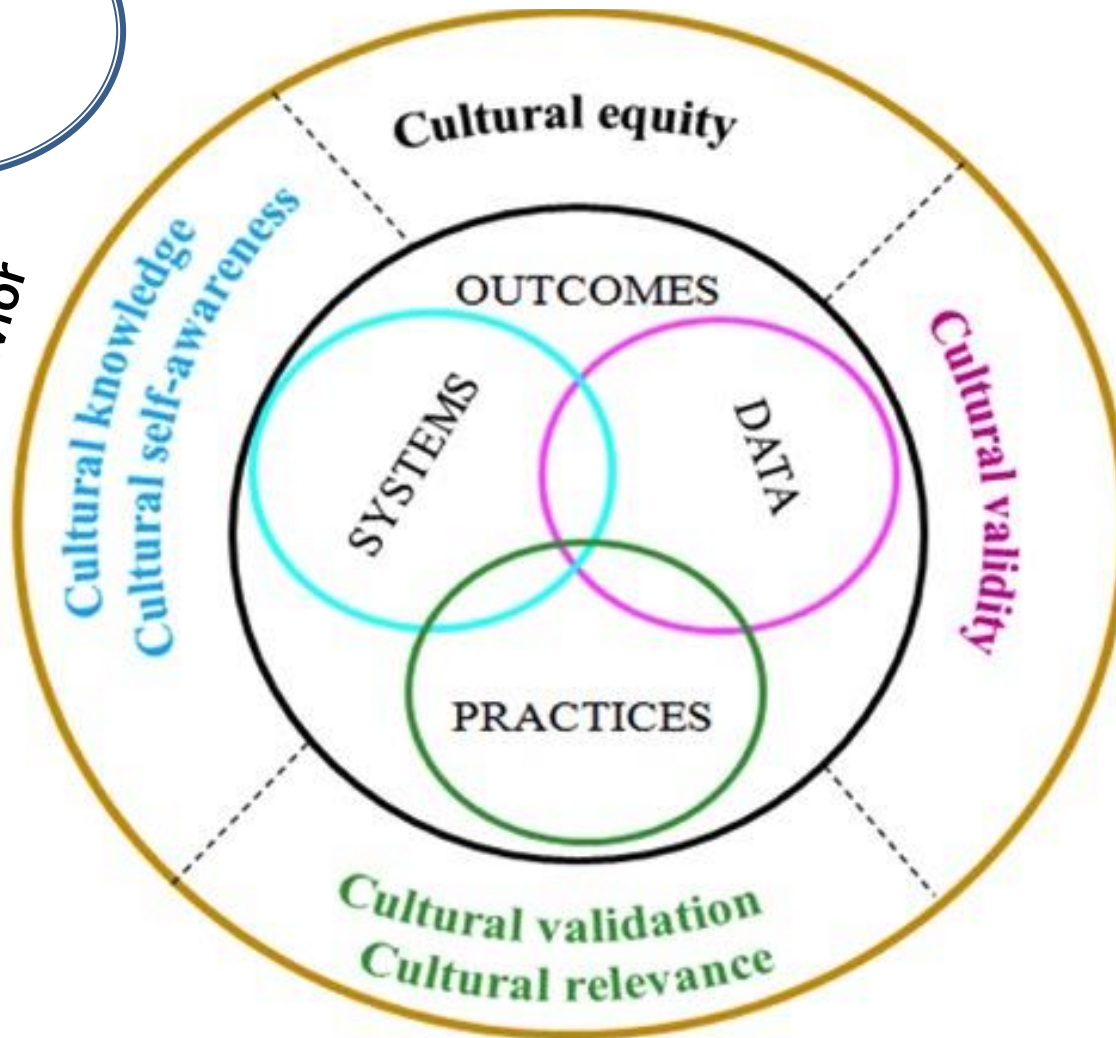 Cultural equity
Cultural knowledge
Cultural self-awareness
OUTCOMES
SYSTEMS
DATA
Cultural validity
PRACTICES
Cultural validation
Cultural relevance